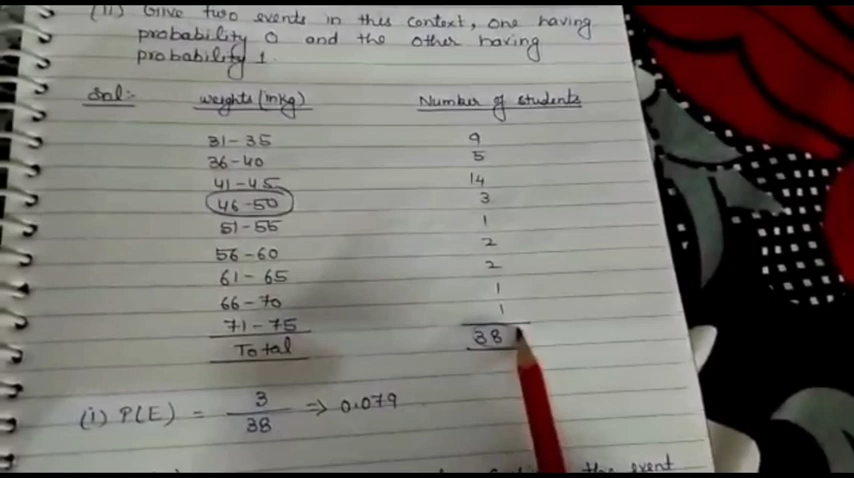 (ii) Give two events in this context, one having
probability 0 and the other having
probability 1.
Sol:- weights (in Kg) Number of students
31-35 9
36-40 5
41-45 14
46-50 3
51-55 1
56-60 2
61-65 2
66-70 1
71-75 1
Total 38
(i) P(E) = 3/38 => 0.079
the event